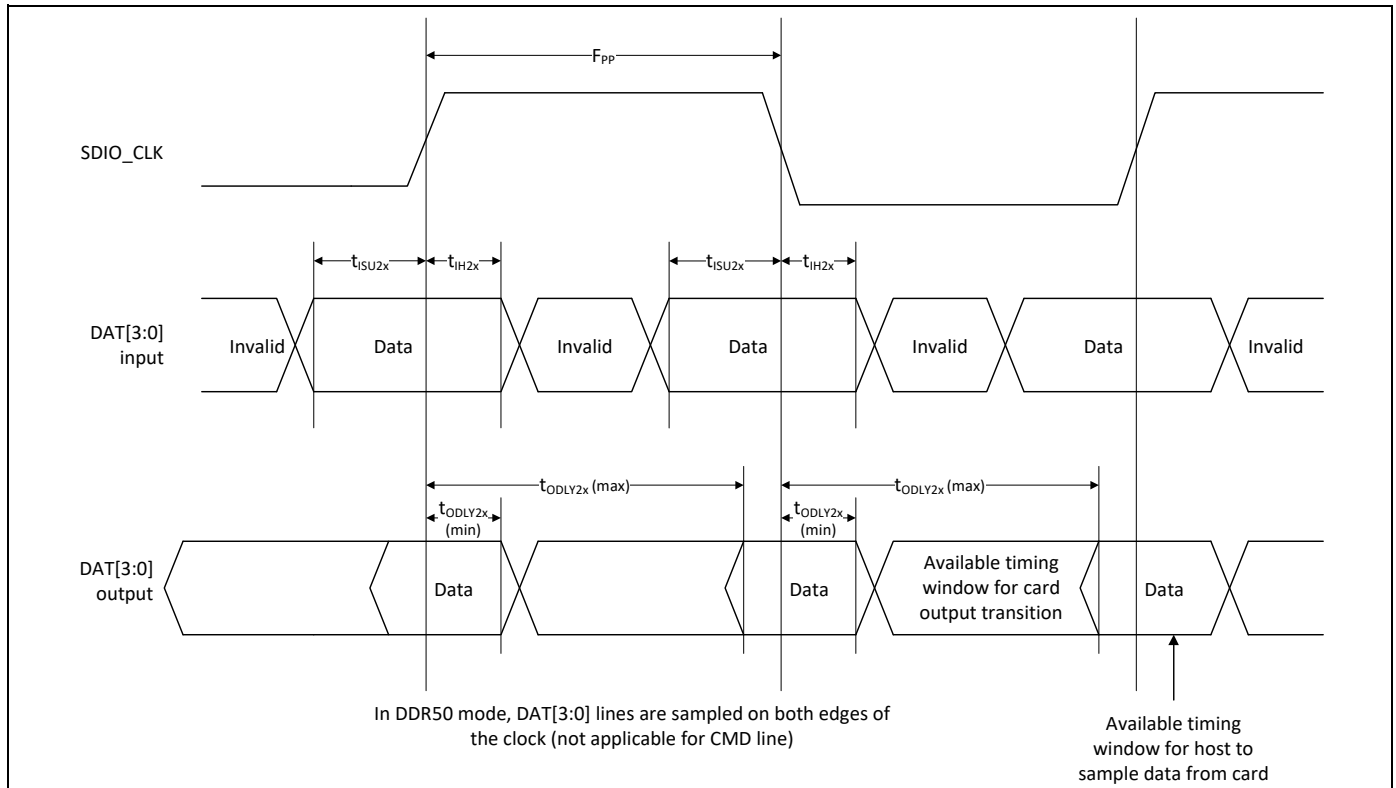 FPP
SDIO_CLK
tISU2x
tIH2x
tISU2x
tIH2x
DAT[3:0]
input
Invalid
Data
Invalid
Data
Invalid
Data
Invalid
tODLY2x (max)
tODLY2x (max)
tODLY2x
(min)
tODLY2x
(min)
DAT[3:0]
output
Data
Data
Available timing
window for card
output transition
Data
In DDR50 mode, DAT[3:0] lines are sampled on both edges of
the clock (not applicable for CMD line)
Available timing
window for host to
sample data from card